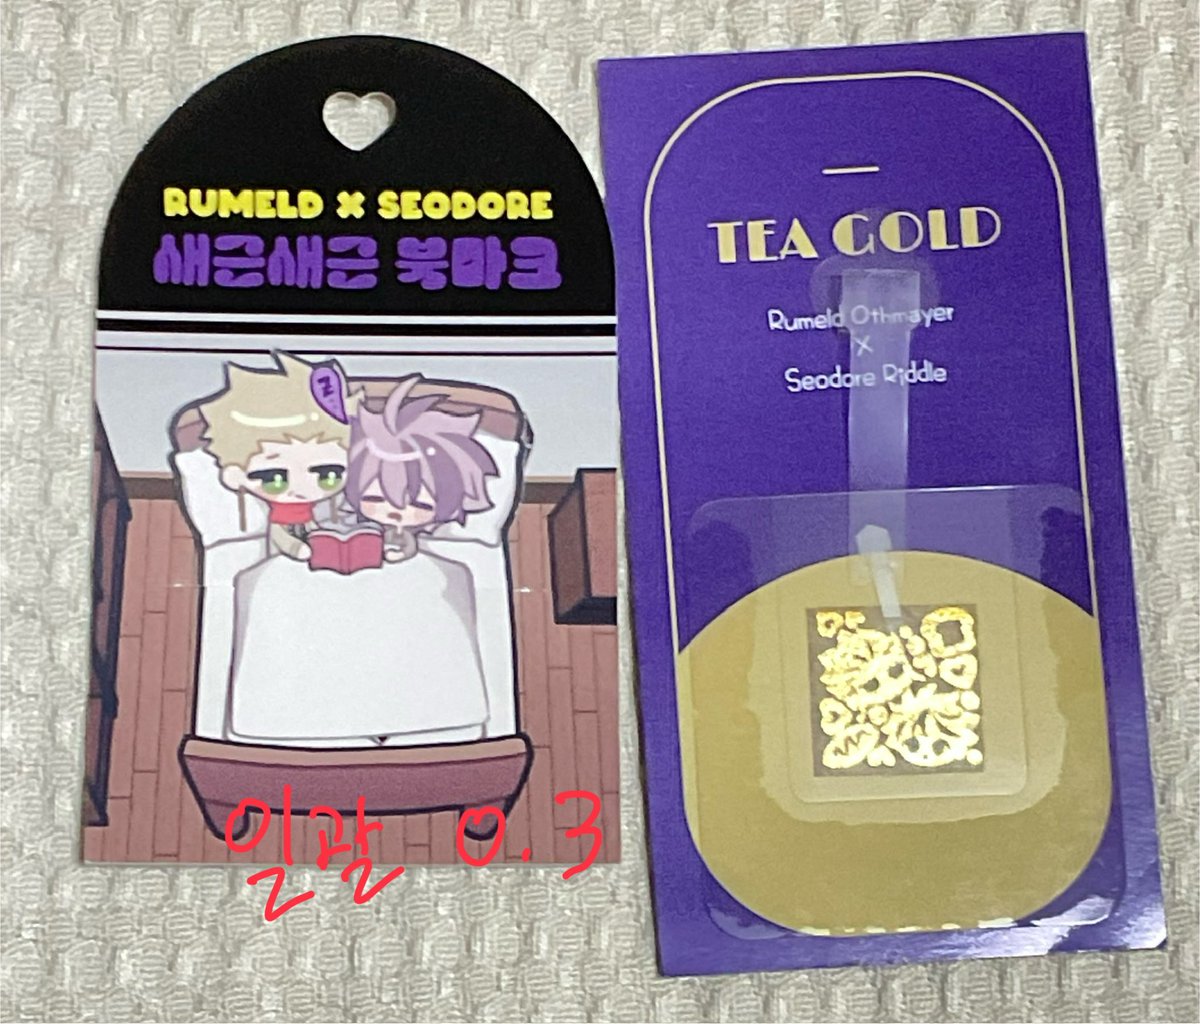 RUMELD X SEODORE
새근새근 북마크
Z
일괄 0.3
TEA GOLD
Rumeld Othmayer
X
Seodore Riddle